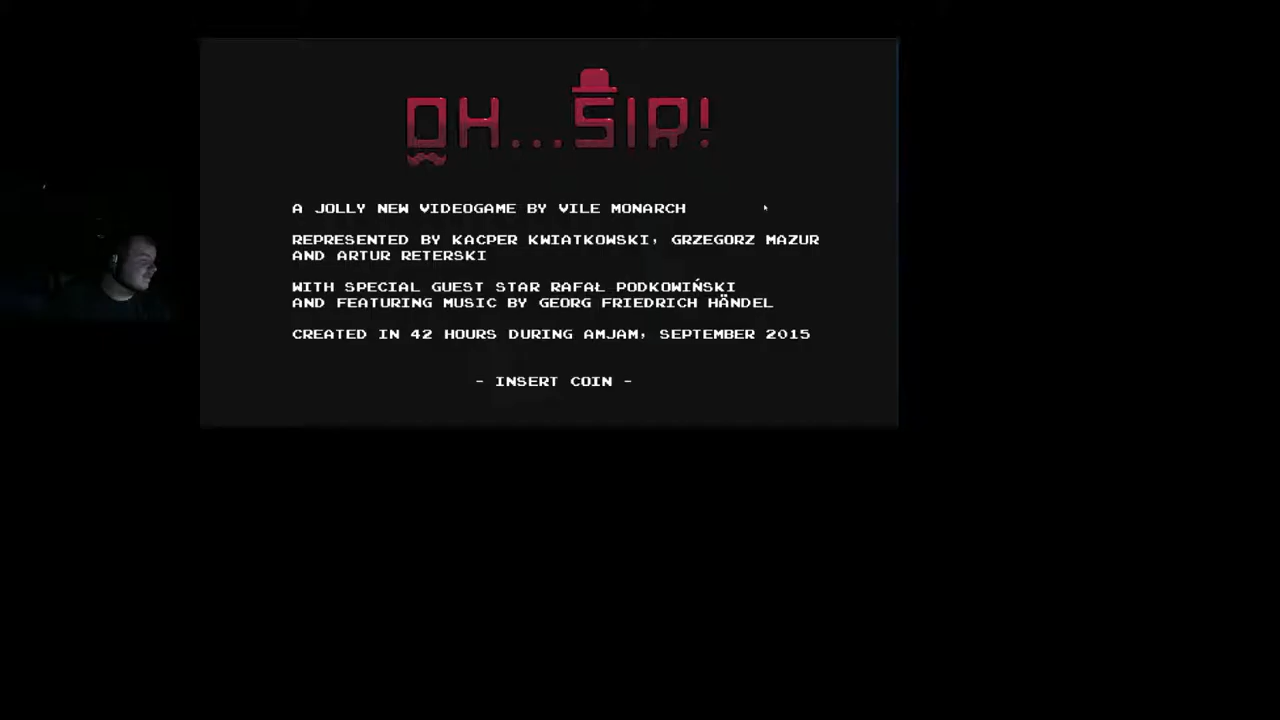 OH...SIR!
A JOLLY NEW VIDEOGAME BY VILE MONARCH
REPRESENTED BY KACPER KWIATKOWSKI, GRZEGORZ MAZUR
AND ARTUR RETERSKI
WITH SPECIAL GUEST STAR RAFAŁ PODKOWIŃSKI
AND FEATURING MUSIC BY GEORG FRIEDRICH HÄNDEL
CREATED IN 42 HOURS DURING AMJAM, SEPTEMBER 2015
- INSERT COIN -